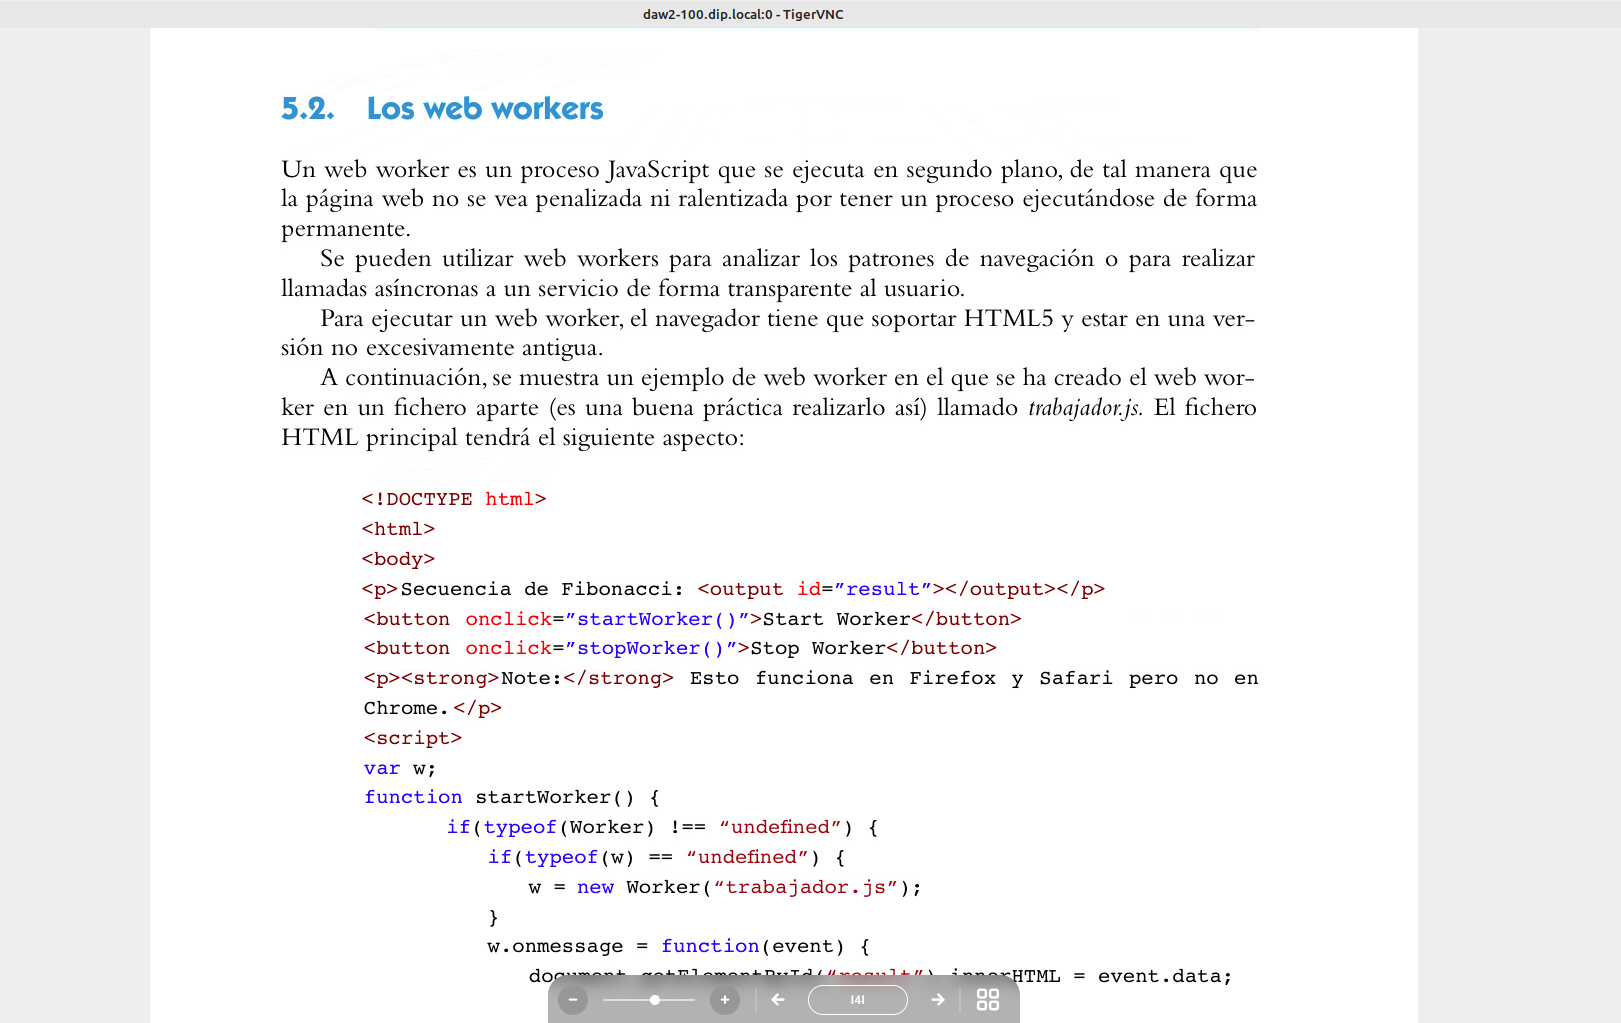 daw2-100.dip.local:0 - TigerVNC
5.2. Los web workers
Un web worker es un proceso JavaScript que se ejecuta en segundo plano, de tal manera que
la página web no se vea penalizada ni ralentizada por tener un proceso ejecutándose de forma
permanente.
Se pueden utilizar web workers para analizar los patrones de navegación o para realizar
llamadas asíncronas a un servicio de forma transparente al usuario.
Para ejecutar un web worker, el navegador tiene que soportar HTML5 y estar en una ver-
sión no excesivamente antigua.
A continuación, se muestra un ejemplo de web worker en el que se ha creado el web wor-
ker en un fichero aparte (es una buena práctica realizarlo así) llamado trabajador.js. El fichero
HTML principal tendrá el siguiente aspecto:
<!DOCTYPE html>
<html>
<body>
<p>Secuencia de Fibonacci: <output id=”result”></output></p>
<button onclick=”startWorker()”>Start Worker</button>
<button onclick=”stopWorker()”>Stop Worker</button>
<p><strong>Note:</strong> Esto funciona en Firefox y Safari pero no en
Chrome.</p>
<script>
var w;
function startWorker() {
if(typeof(Worker) !== “undefined”) {
if(typeof(w) == “undefined”) {
w = new Worker(“trabajador.js”);
}
w.onmessage = function(event) {
document.getElementById(“result”).innerHTML = event.data;
141